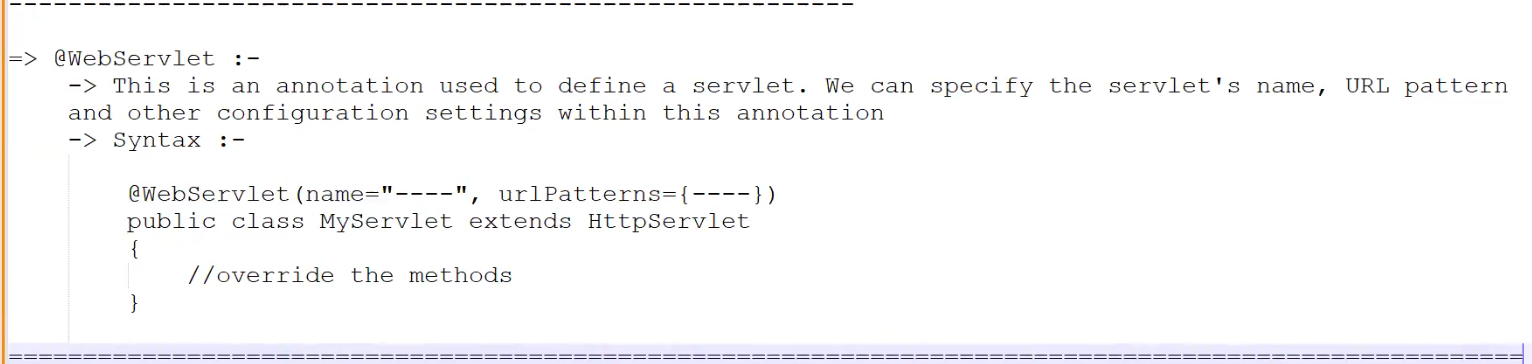 ---------------------------------------------------------
=> @WebServlet :-
-> This is an annotation used to define a servlet. We can specify the servlet's name, URL pattern
and other configuration settings within this annotation
-> Syntax :-
@WebServlet(name="----", urlPatterns={----})
public class MyServlet extends HttpServlet
{
//override the methods
}
======================================================================================================